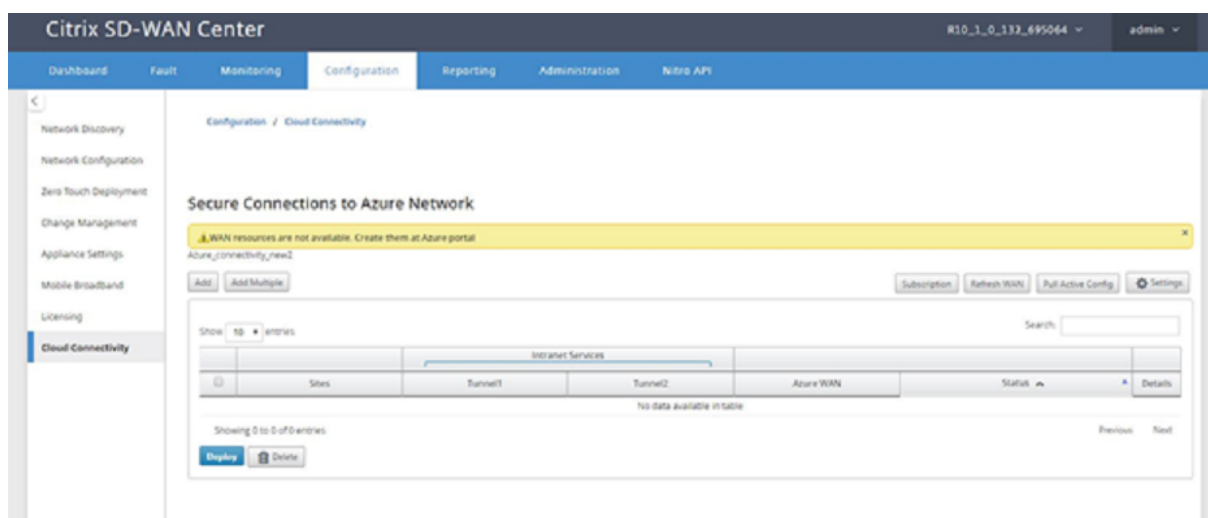 Citrix SD-WAN Center
R10_1_0_133_695064 admin
Dashboard Fault Monitoring Configuration Reporting Administration Nitro API
Configuration / Cloud Connectivity
Network Discovery
Network Configuration
Zero Touch Deployment
Change Management
Appliance Settings
Mobile Broadband
Licensing
Cloud Connectivity
Secure Connections to Azure Network
WAN resources are not available. Create them at Azure portal ×
Azure_connectivity_new2
Add Add Multiple Subscription Refresh WAN Pull Active Config Settings
Show 10 entries Search:
Intranet Services
Sites Tunnel1 Tunnel2 Azure WAN Status Details
No data available in table
Showing 0 to 0 of 0 entries Previous Next
Deploy Delete